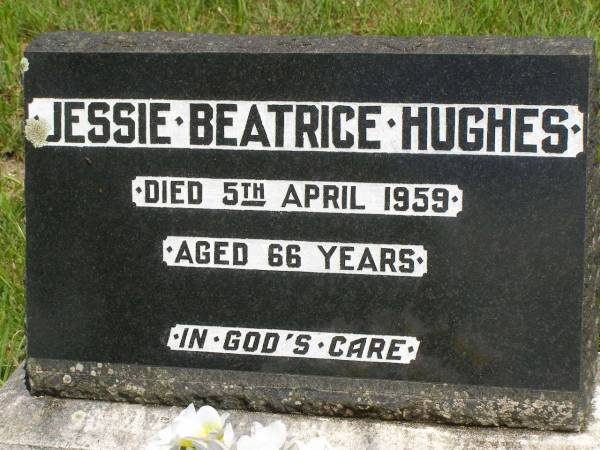 JESSIE · BEATRICE · HUGHES ·
· DIED 5TH APRIL 1959 ·
· AGED 66 YEARS ·
· IN · GOD'S · CARE ·